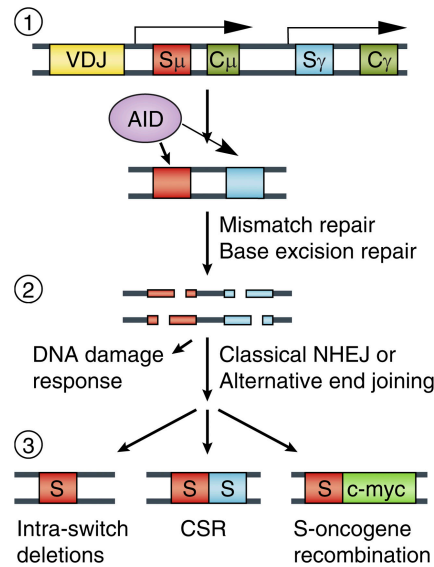 1
VDJ Sμ Cμ Sγ Cγ
AID
Mismatch repair
Base excision repair
2
DNA damage
response
Classical NHEJ or
Alternative end joining
3
S S S S c-myc
Intra-switch
deletions
CSR
S-oncogene
recombination